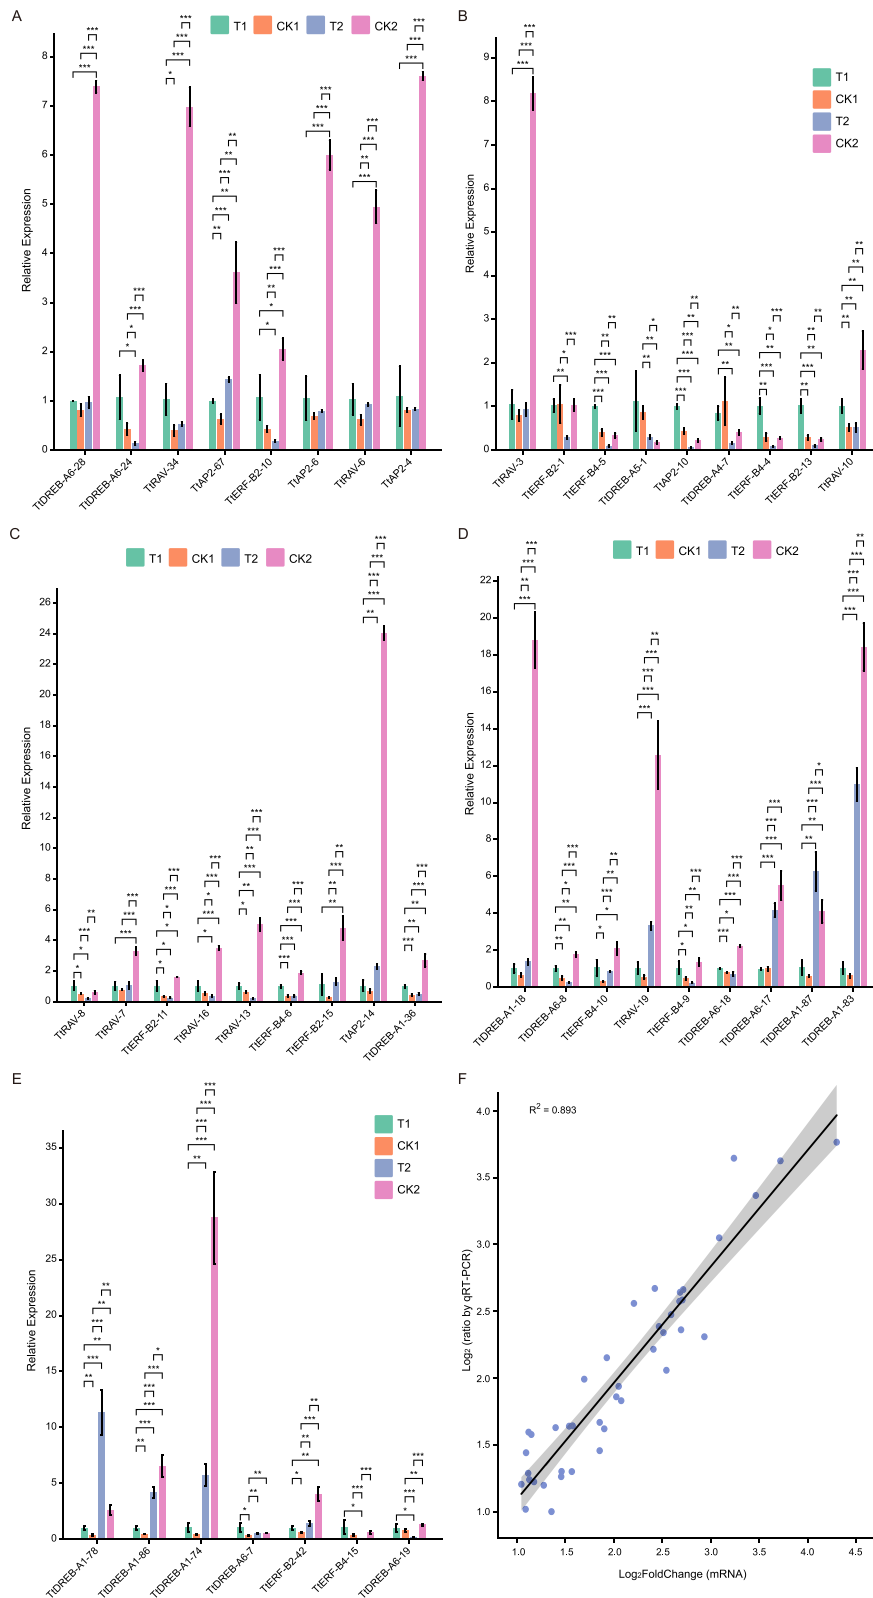 A
T1 CK1 T2 CK2
Relative Expression
8
7
6
5
4
3
2
1
0
TtDREB-A6-28
TtDREB-A6-24
TtRAV-34
TtAP2-67
TtERF-B2-10
TtAP2-6
TtRAV-6
TtAP2-4
B
T1
CK1
T2
CK2
Relative Expression
9
8
7
6
5
4
3
2
1
0
TtRAV-3
TtERF-B2-1
TtERF-B4-5
TtDREB-A5-1
TtAP2-10
TtDREB-A4-7
TtERF-B4-4
TtERF-B2-13
TtRAV-10
C
T1 CK1 T2 CK2
Relative Expression
26
24
22
20
18
16
14
12
10
8
6
4
2
0
TtRAV-8
TtRAV-7
TtERF-B2-11
TtRAV-16
TtRAV-13
TtERF-B4-6
TtERF-B2-15
TtAP2-14
TtDREB-A1-36
D
T1 CK1 T2 CK2
Relative Expression
22
20
18
16
14
12
10
8
6
4
2
0
TtDREB-A1-18
TtDREB-A6-8
TtERF-B4-10
TtRAV-19
TtERF-B4-9
TtDREB-A6-18
TtDREB-A6-17
TtDREB-A1-67
TtDREB-A1-83
E
T1
CK1
T2
CK2
Relative Expression
35
30
25
20
15
10
5
0
TtDREB-A1-78
TtDREB-A1-86
TtDREB-A1-74
TtDREB-A6-7
TtERF-B2-42
TtERF-B4-15
TtDREB-A6-19
F
R² = 0.893
Log₂ (ratio by qRT-PCR)
4.0
3.5
3.0
2.5
2.0
1.5
1.0
1.0 1.5 2.0 2.5 3.0 3.5 4.0 4.5
Log₂FoldChange (mRNA)